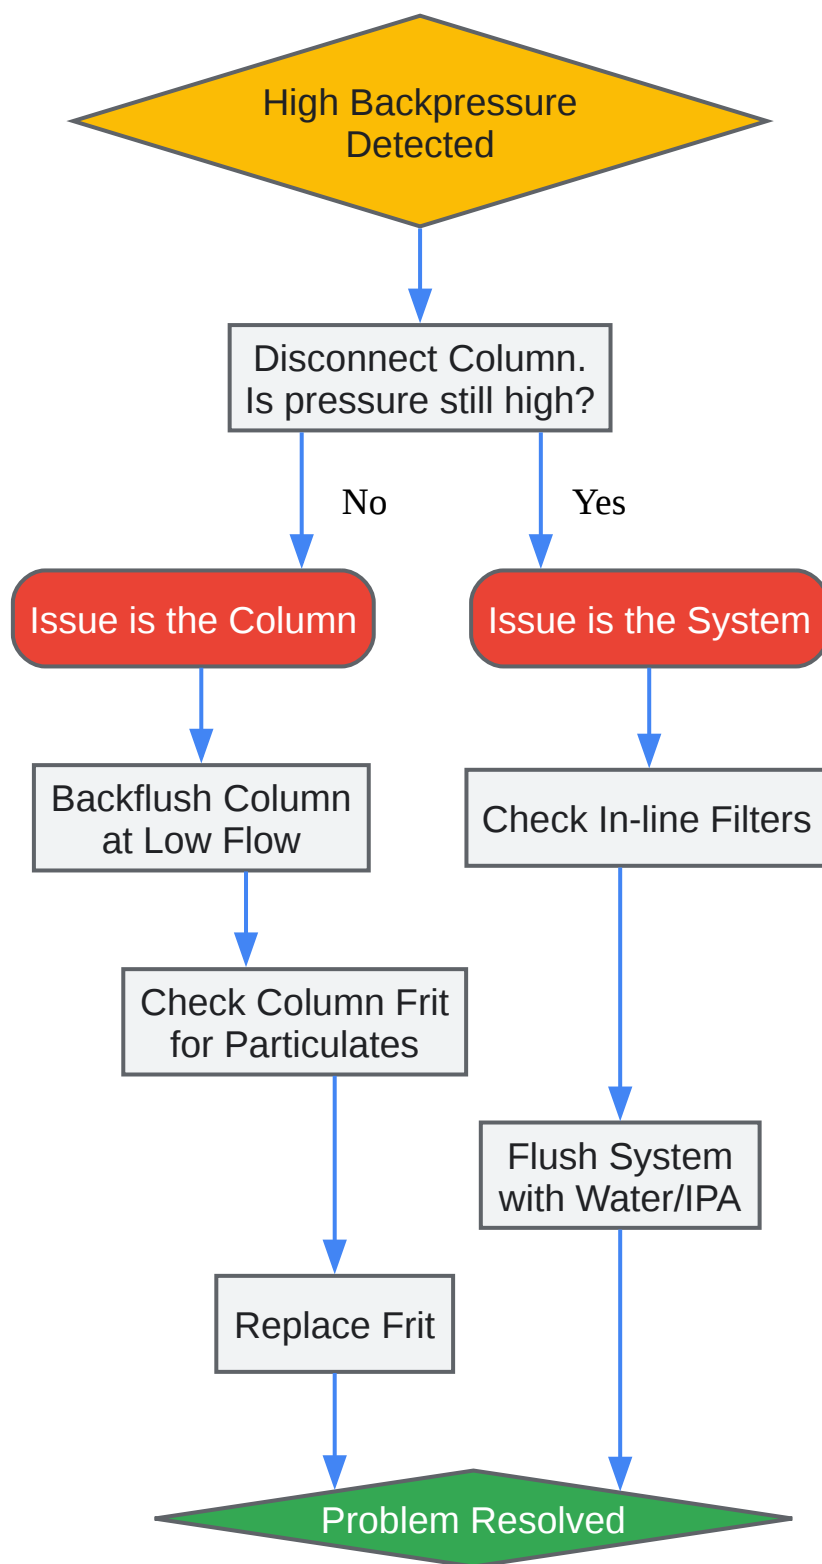 High Backpressure
Detected
Disconnect Column.
Is pressure still high?
No
Yes
Issue is the Column
Issue is the System
Backflush Column
at Low Flow
Check In-line Filters
Check Column Frit
for Particulates
Flush System
with Water/IPA
Replace Frit
Problem Resolved